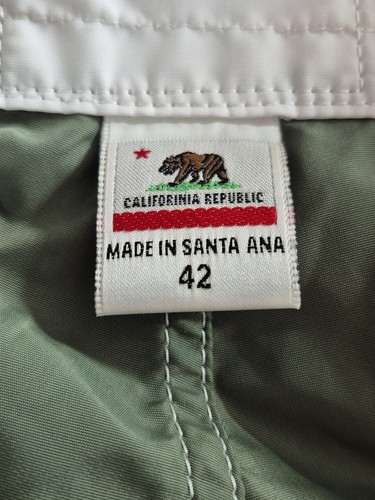 CALIFORINIA REPUBLIC
MADE IN SANTA ANA
42